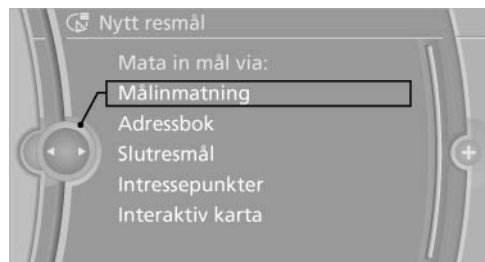 Nytt resmål
Mata in mål via:
Målinmatning
Adressbok
Slutresmål
Intressepunkter
Interaktiv karta